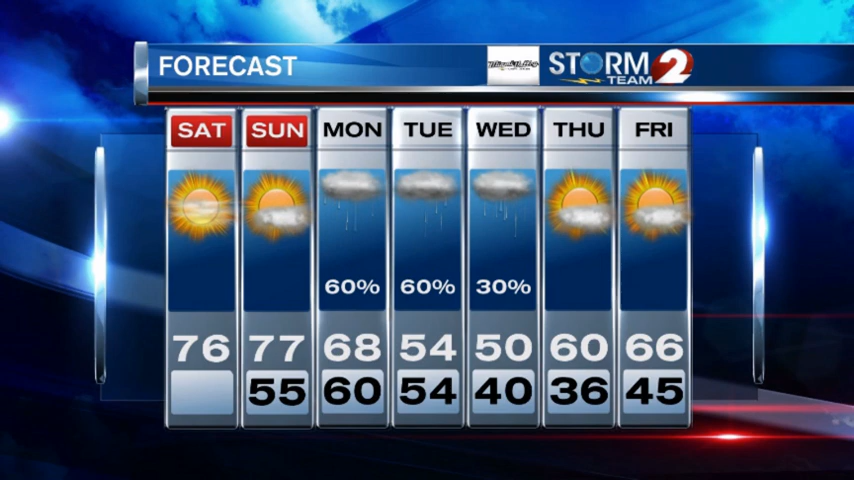 FORECAST
STORM
TEAM 2
SAT SUN MON TUE WED THU FRI
60% 60% 30%
76 77 68 54 50 60 66
55 60 54 40 36 45